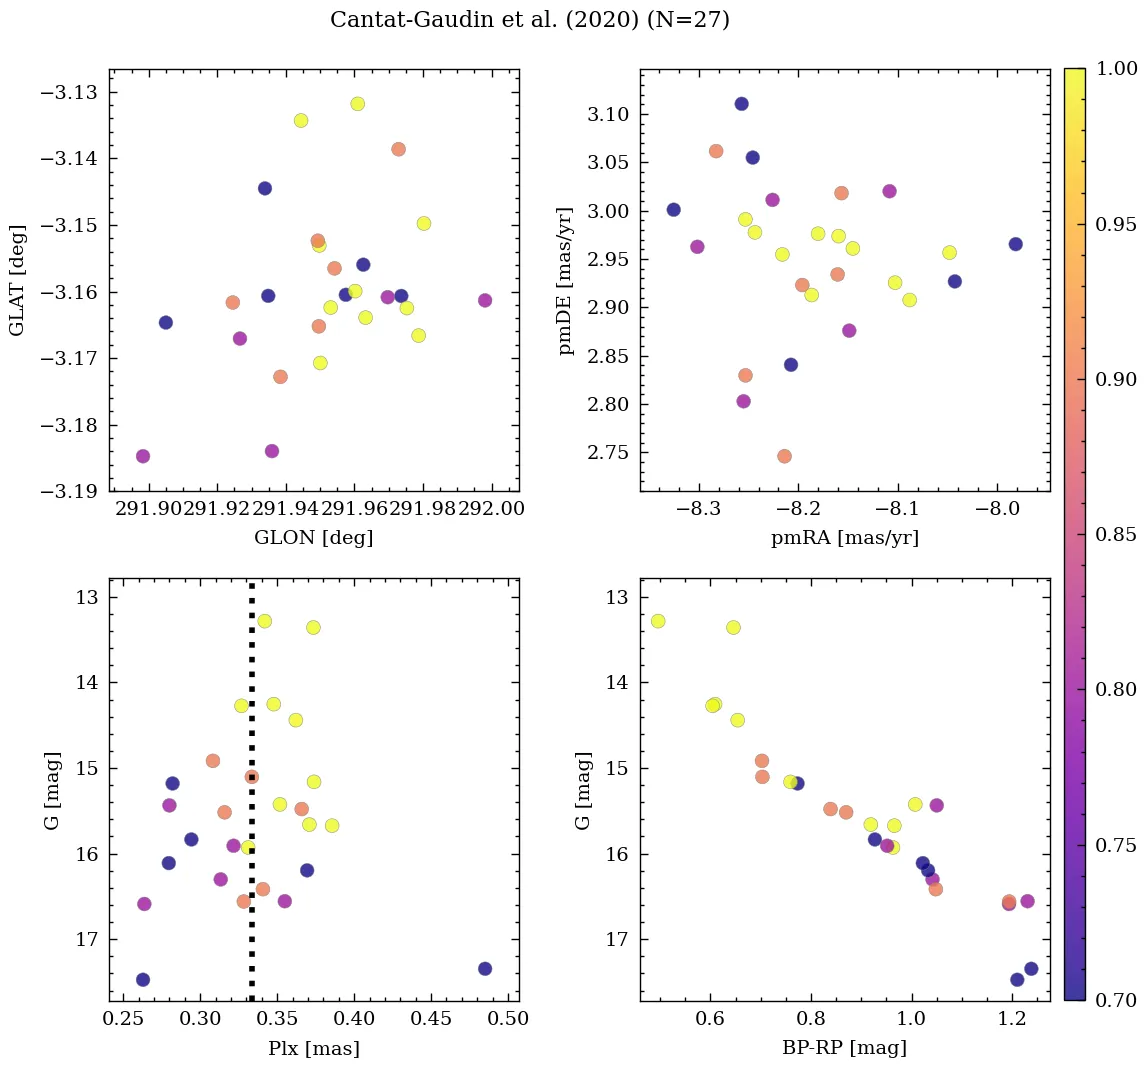 Cantat-Gaudin et al. (2020) (N=27)
−3.13
−3.14
−3.15
−3.16
−3.17
−3.18
−3.19
GLAT [deg]
291.90 291.92 291.94 291.96 291.98 292.00
GLON [deg]
3.10
3.05
3.00
2.95
2.90
2.85
2.80
2.75
pmDE [mas/yr]
−8.3 −8.2 −8.1 −8.0
pmRA [mas/yr]
13
14
15
16
17
G [mag]
0.25 0.30 0.35 0.40 0.45 0.50
Plx [mas]
13
14
15
16
17
G [mag]
0.6 0.8 1.0 1.2
BP-RP [mag]
1.00
0.95
0.90
0.85
0.80
0.75
0.70